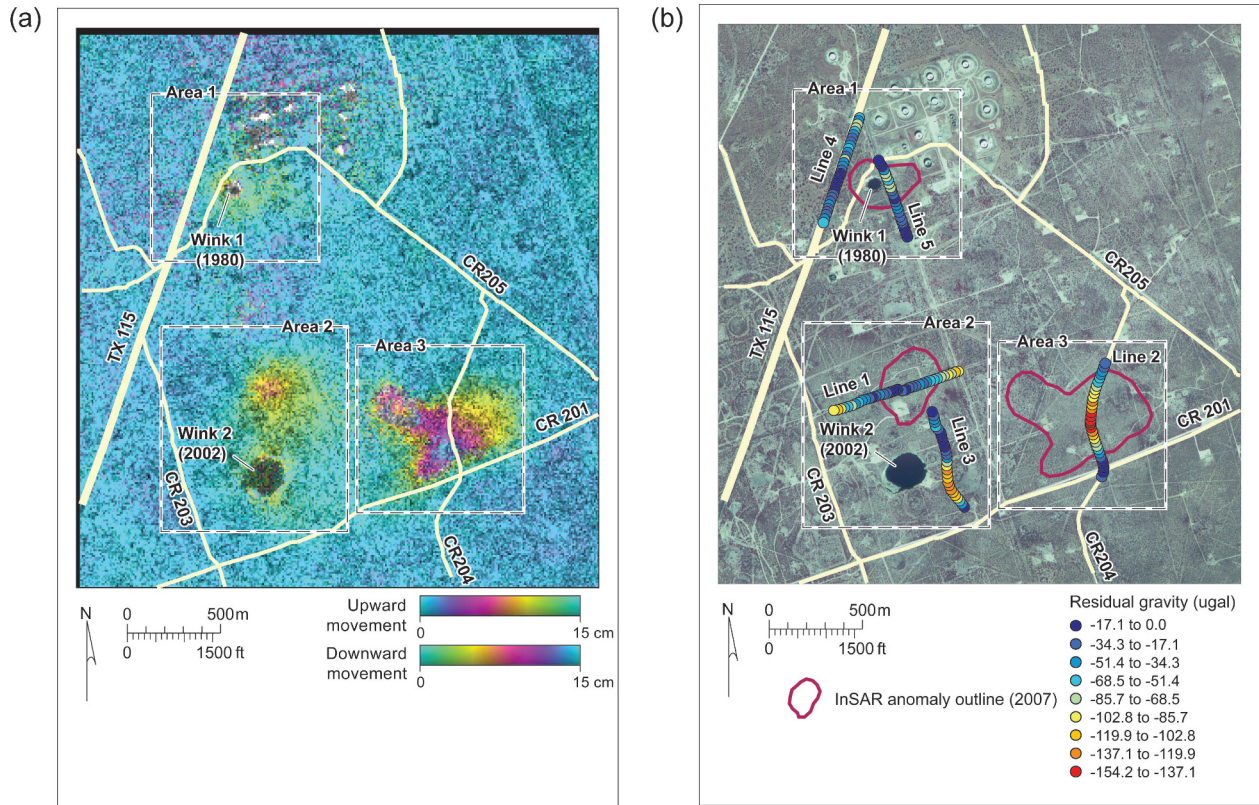 (a)
Area 1
Wink 1
(1980)
CR205
TX 115
Area 2
Area 3
Wink 2
(2002)
CR 201
CR 203
CR204
N
0 500m
0 1500 ft
Upward
movement
0 15 cm
Downward
movement
0 15 cm
(b)
Area 1
Line 4
Line 5
Wink 1
(1980)
CR205
TX 115
Area 2
Area 3
Line 1
Line 2
Wink 2
(2002)
Line 3
CR 201
CR 203
CR204
N
0 500m
0 1500 ft
InSAR anomaly outline (2007)
Residual gravity (ugal)
-17.1 to 0.0
-34.3 to -17.1
-51.4 to -34.3
-68.5 to -51.4
-85.7 to -68.5
-102.8 to -85.7
-119.9 to -102.8
-137.1 to -119.9
-154.2 to -137.1